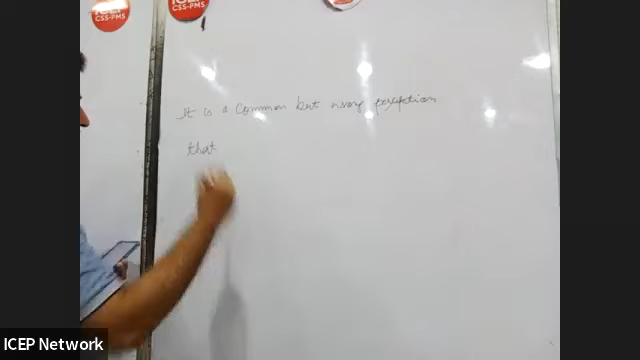 CSS-PMS
CSS-PMS
It is a common but wrong perception
that
ICEP Network